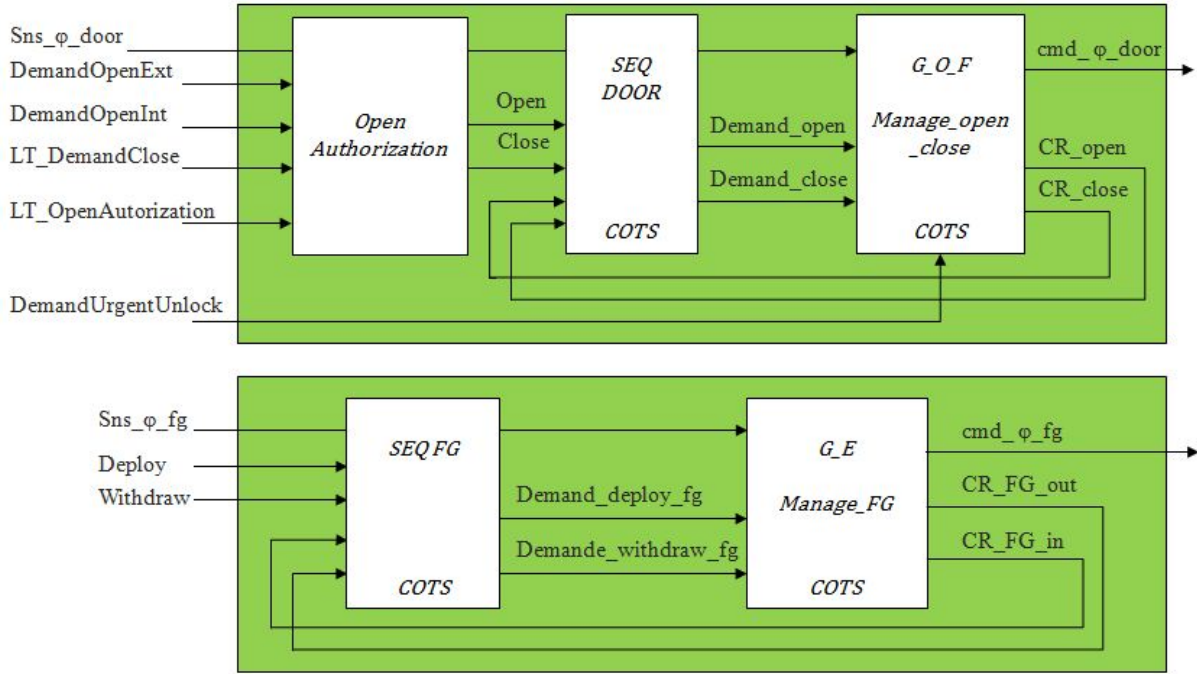 Sns_φ_door
DemandOpenExt
DemandOpenInt
LT_DemandClose
LT_OpenAutorization
DemandUrgentUnlock
Open
Authorization
Open
Close
SEQ
DOOR
COTS
Demand_open
Demand_close
G_O_F
Manage_open
_close
COTS
cmd_ φ_door
CR_open
CR_close
Sns_φ_fg
Deploy
Withdraw
SEQ FG
COTS
Demand_deploy_fg
Demande_withdraw_fg
G_E
Manage_FG
COTS
cmd_ φ_fg
CR_FG_out
CR_FG_in